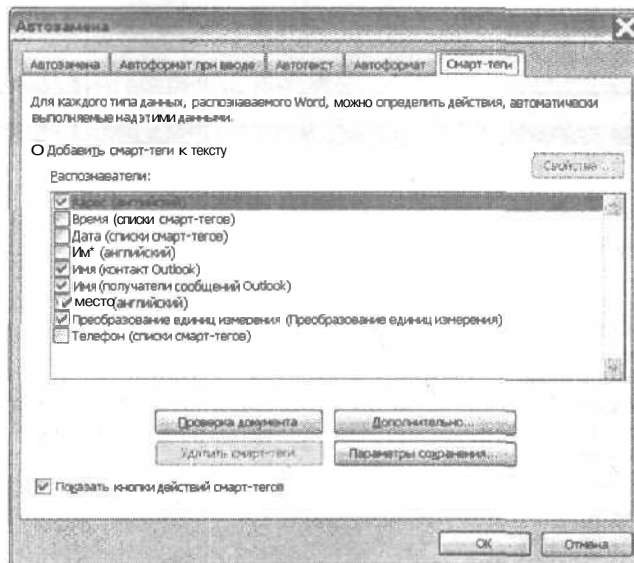 Автозамена
Автозамена Автоформат при вводе Автотекст Автоформат Смарт-теги
Для каждого типа данных, распознаваемого Word, можно определить действия, автоматически
выполняемые над этИМИ данными.
О Добавить смарт-теги к тексту
Свойства...
Распознаватели:
Адрес (английский)
Время (списки смарт-тегов)
Дата (списки смарт-тегов)
Им* (английский)
Имя (контакт Outlook)
Имя (получатели сообщений Outlook)
место(английский)
Преобразование единиц измерения (Преобразование единиц измерения)
Телефон (списки смарт-тегов)
Проверка документа Дополнительно...
Удалить смарт-теги Параметры сохранения...
Показать кнопки действий смарт-тегов
ОК Отмена